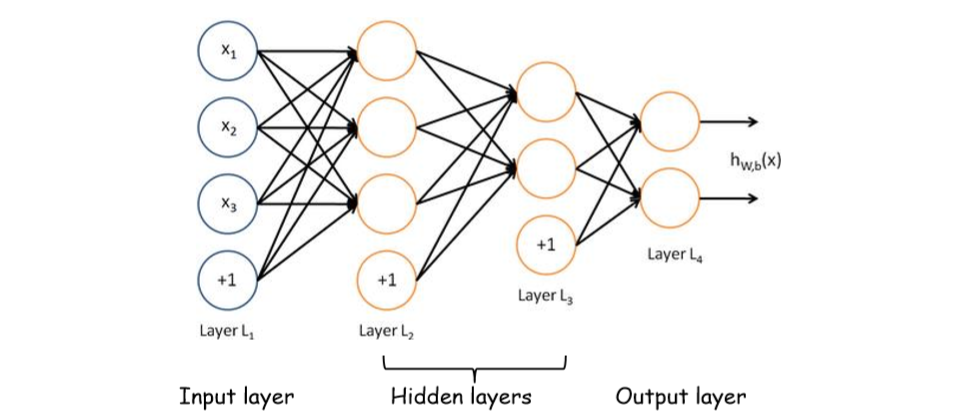 x₁
x₂
x₃
+1
+1
+1
h_W,b(x)
Layer L₁
Layer L₂
Layer L₃
Layer L₄
Input layer
Hidden layers
Output layer